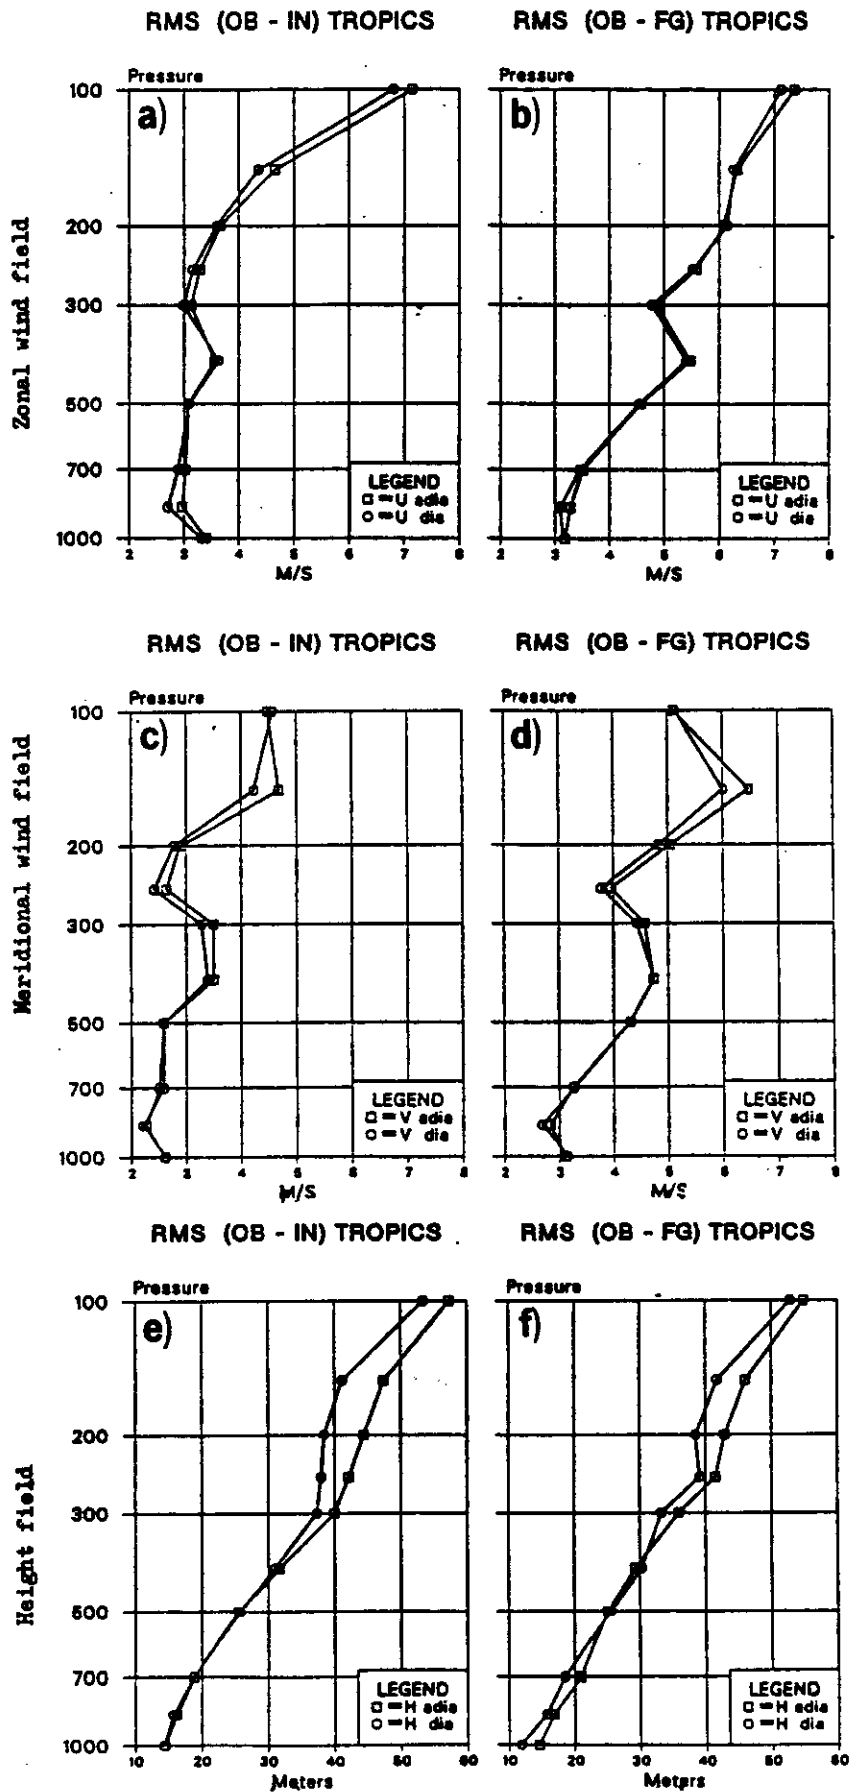 RMS (OB - IN) TROPICS
RMS (OB - FG) TROPICS
Zonal wind field
Pressure
a)
100
200
300
500
700
1000
LEGEND
□ = U adia
○ = U dia
2 3 4 5 6 7 8
M/S
Pressure
b)
100
200
300
500
700
1000
LEGEND
□ = U adia
○ = U dia
2 3 4 5 6 7 8
M/S
RMS (OB - IN) TROPICS
RMS (OB - FG) TROPICS
Meridional wind field
Pressure
c)
100
200
300
500
700
1000
LEGEND
□ = V adia
○ = V dia
2 3 4 5 6 7 8
M/S
Pressure
d)
100
200
300
500
700
1000
LEGEND
□ = V adia
○ = V dia
2 3 4 5 6 7 8
M/S
RMS (OB - IN) TROPICS
RMS (OB - FG) TROPICS
Height field
Pressure
e)
100
200
300
500
700
1000
LEGEND
□ = H adia
○ = H dia
10 20 30 40 50 60
Meters
Pressure
f)
100
200
300
500
700
1000
LEGEND
□ = H adia
○ = H dia
10 20 30 40 50 60
Meters